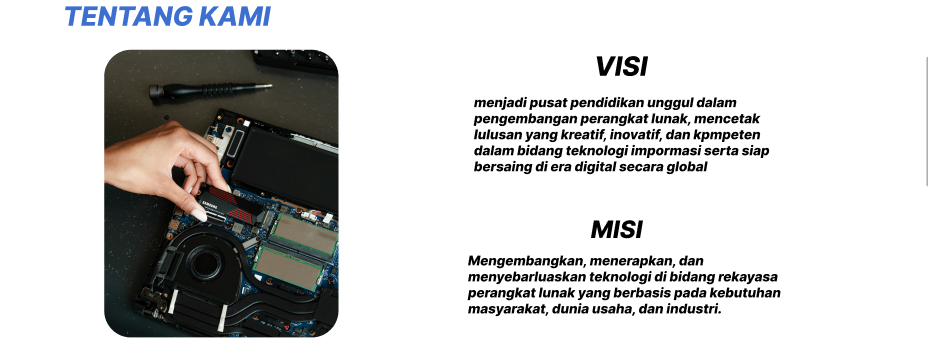 TENTANG KAMI
VISI
menjadi pusat pendidikan unggul dalam
pengembangan perangkat lunak, mencetak
lulusan yang kreatif, inovatif, dan kpmpeten
dalam bidang teknologi impormasi serta siap
bersaing di era digital secara global
MISI
Mengembangkan, menerapkan, dan
menyebarluaskan teknologi di bidang rekayasa
perangkat lunak yang berbasis pada kebutuhan
masyarakat, dunia usaha, dan industri.
SAMSUNG